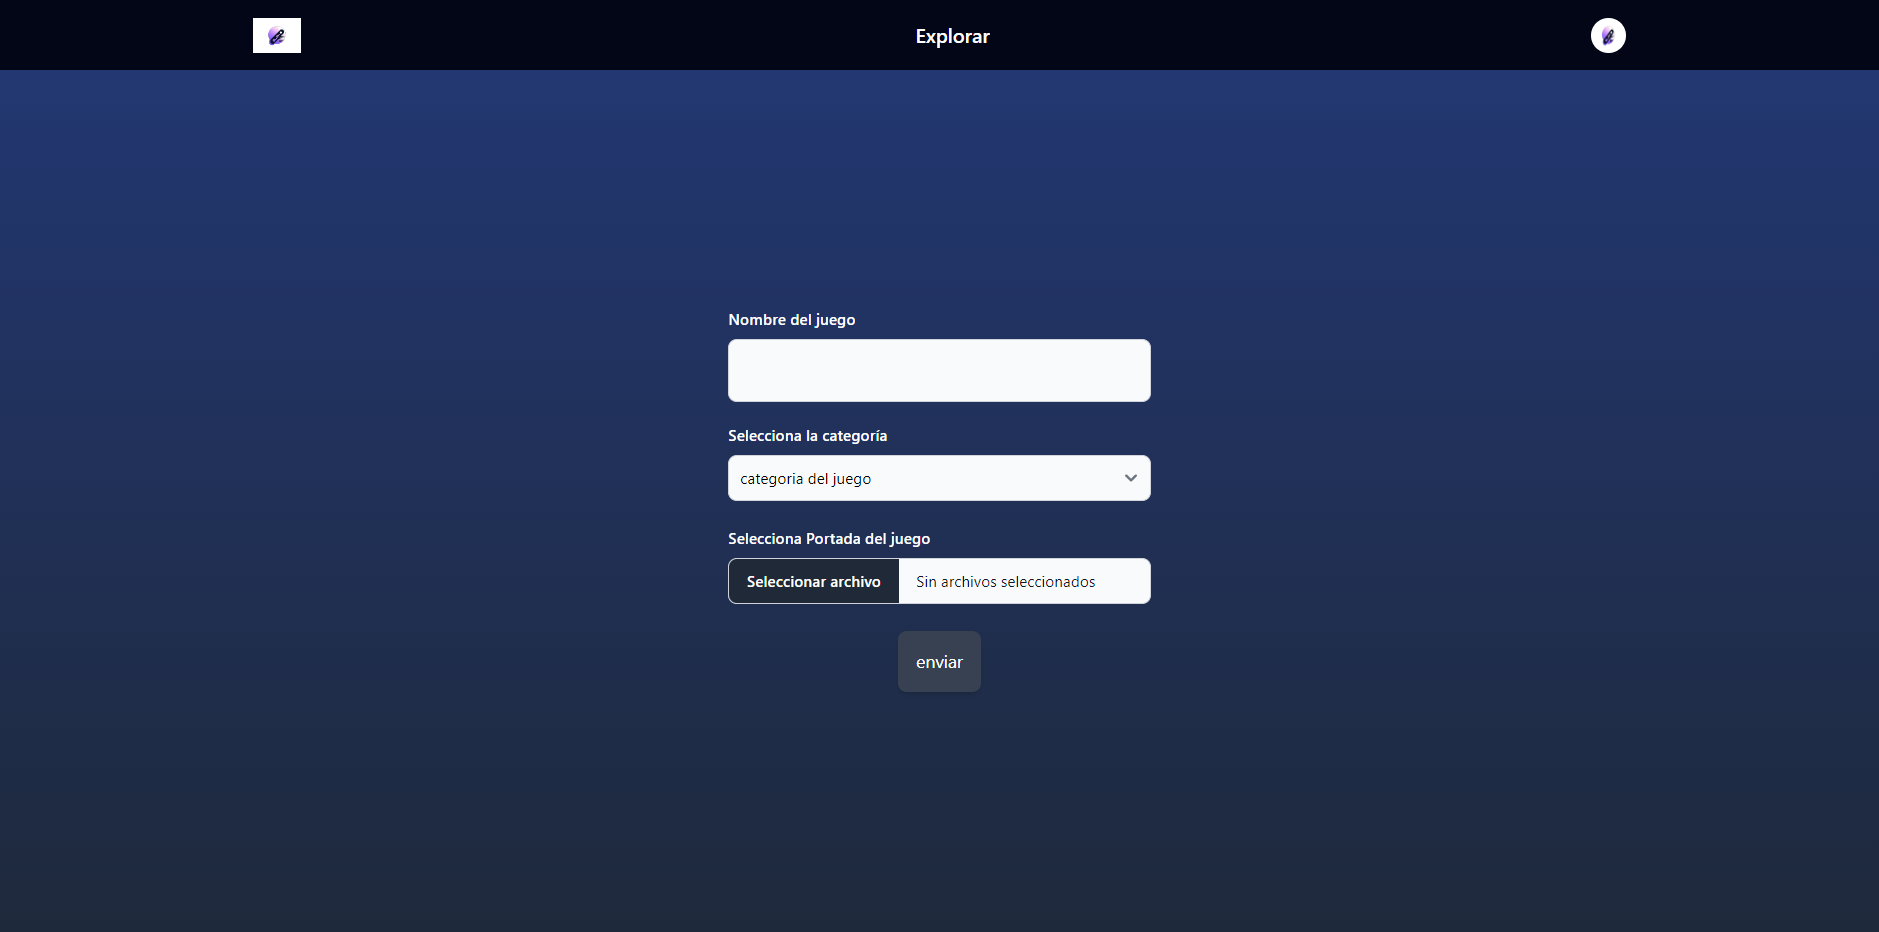 Explorar
Nombre del juego
Selecciona la categoría
categoria del juego
Selecciona Portada del juego
Seleccionar archivo Sin archivos seleccionados
enviar